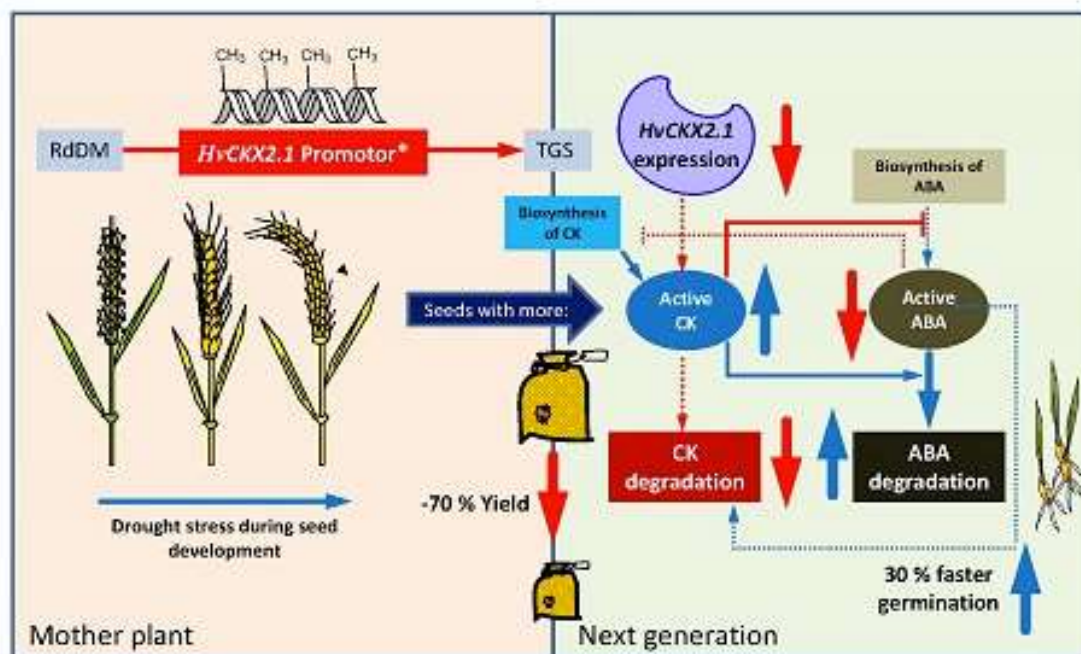 CH₃ CH₃ CH₃ CH₃
RdDM
HvCKX2.1 Promotor*
TGS
HvCKX2.1
expression
Biosynthesis of
ABA
Biosynthesis
of CK
Seeds with more:
Active
CK
Active
ABA
CK
degradation
ABA
degradation
-70 % Yield
Drought stress during seed
development
30 % faster
germination
Mother plant
Next generation